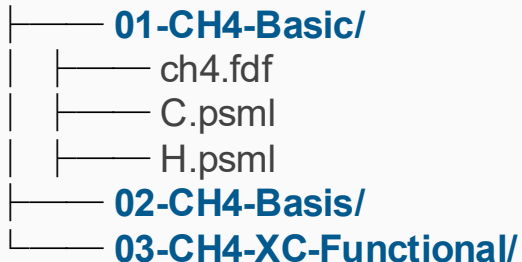 ├── 01-CH4-Basic/
│ ├── ch4.fdf
│ ├── C.psml
│ ├── H.psml
├── 02-CH4-Basis/
└── 03-CH4-XC-Functional/